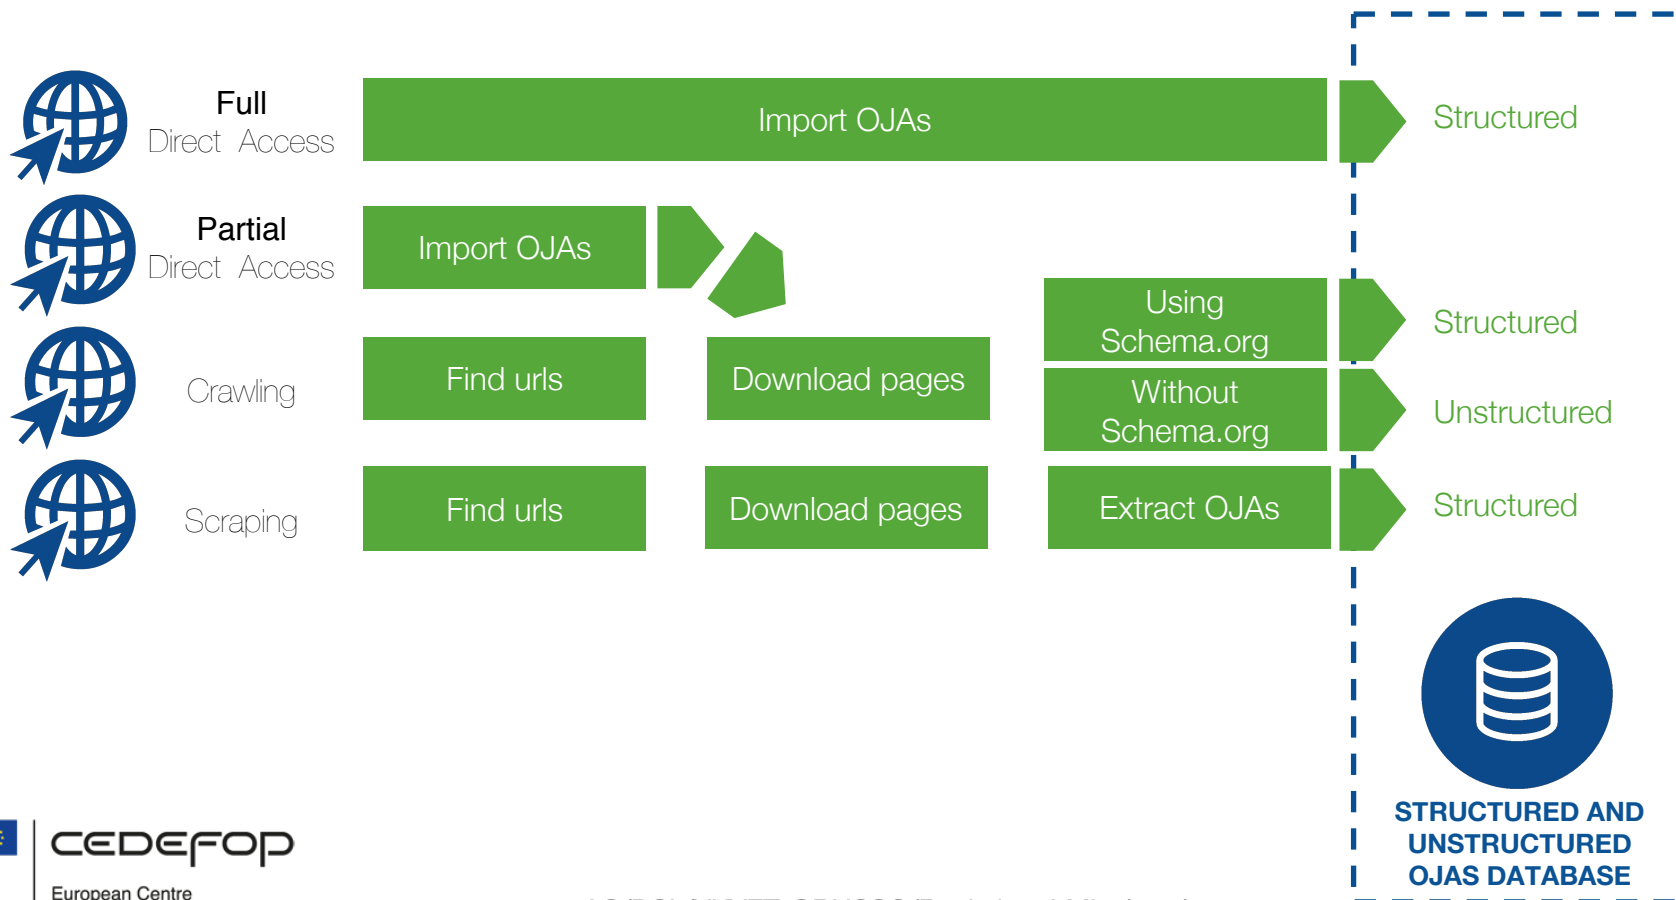 Full
Direct Access
Import OJAs
Structured
Partial
Direct Access
Import OJAs
Using
Schema.org
Structured
Crawling
Find urls
Download pages
Without
Schema.org
Unstructured
Scraping
Find urls
Download pages
Extract OJAs
Structured
STRUCTURED AND
UNSTRUCTURED
OJAS DATABASE
CEDEFOP
European Centre